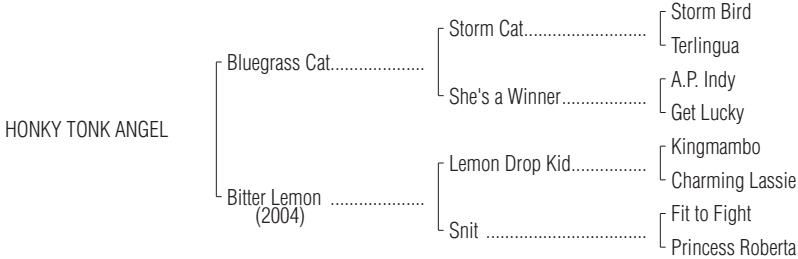 Storm Bird
Storm Cat........................
Terlingua
Bluegrass Cat...................
A.P. Indy
She's a Winner.................
Get Lucky
HONKY TONK ANGEL
Kingmambo
Lemon Drop Kid...............
Charming Lassie
Bitter Lemon ...................
(2004)
Fit to Fight
Snit ................................
Princess Roberta